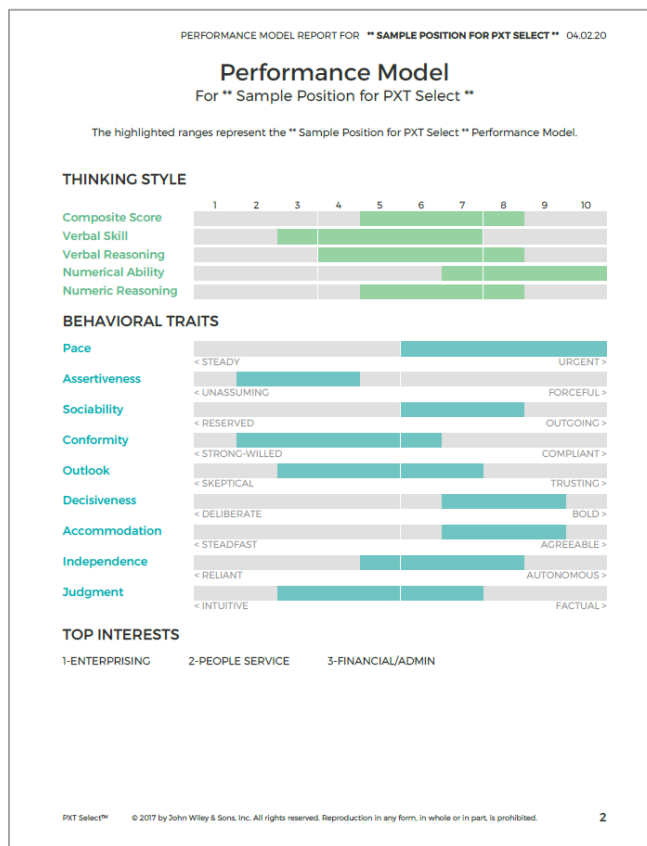 PERFORMANCE MODEL REPORT FOR ** SAMPLE POSITION FOR PXT SELECT ** 04.02.20
Performance Model
For ** Sample Position for PXT Select **
The highlighted ranges represent the ** Sample Position for PXT Select ** Performance Model.
THINKING STYLE
1 2 3 4 5 6 7 8 9 10
Composite Score
Verbal Skill
Verbal Reasoning
Numerical Ability
Numeric Reasoning
BEHAVIORAL TRAITS
Pace
< STEADY URGENT >
Assertiveness
< UNASSUMING FORCEFUL >
Sociability
< RESERVED OUTGOING >
Conformity
< STRONG-WILLED COMPLIANT >
Outlook
< SKEPTICAL TRUSTING >
Decisiveness
< DELIBERATE BOLD >
Accommodation
< STEADFAST AGREEABLE >
Independence
< RELIANT AUTONOMOUS >
Judgment
< INTUITIVE FACTUAL >
TOP INTERESTS
1-ENTERPRISING 2-PEOPLE SERVICE 3-FINANCIAL/ADMIN
PXT Select™ © 2017 by John Wiley & Sons, Inc. All rights reserved. Reproduction in any form, in whole or in part, is prohibited. 2